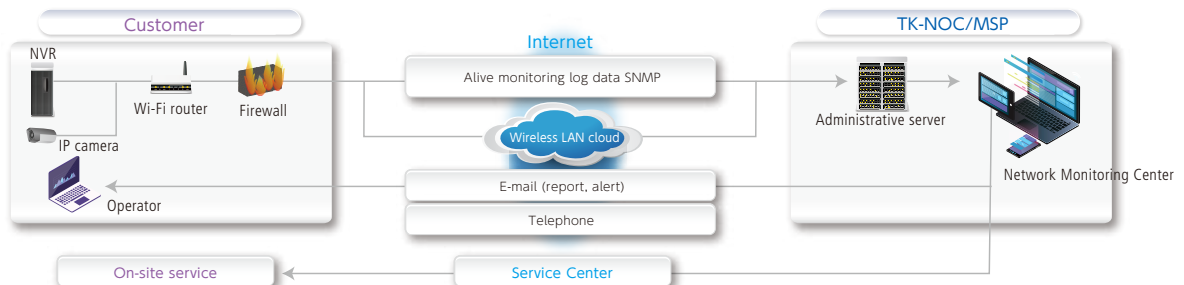 Customer
Internet
TK-NOC/MSP
NVR
Wi-Fi router
Firewall
IP camera
Operator
Alive monitoring log data SNMP
Wireless LAN cloud
E-mail (report, alert)
Telephone
Administrative server
Network Monitoring Center
On-site service
Service Center